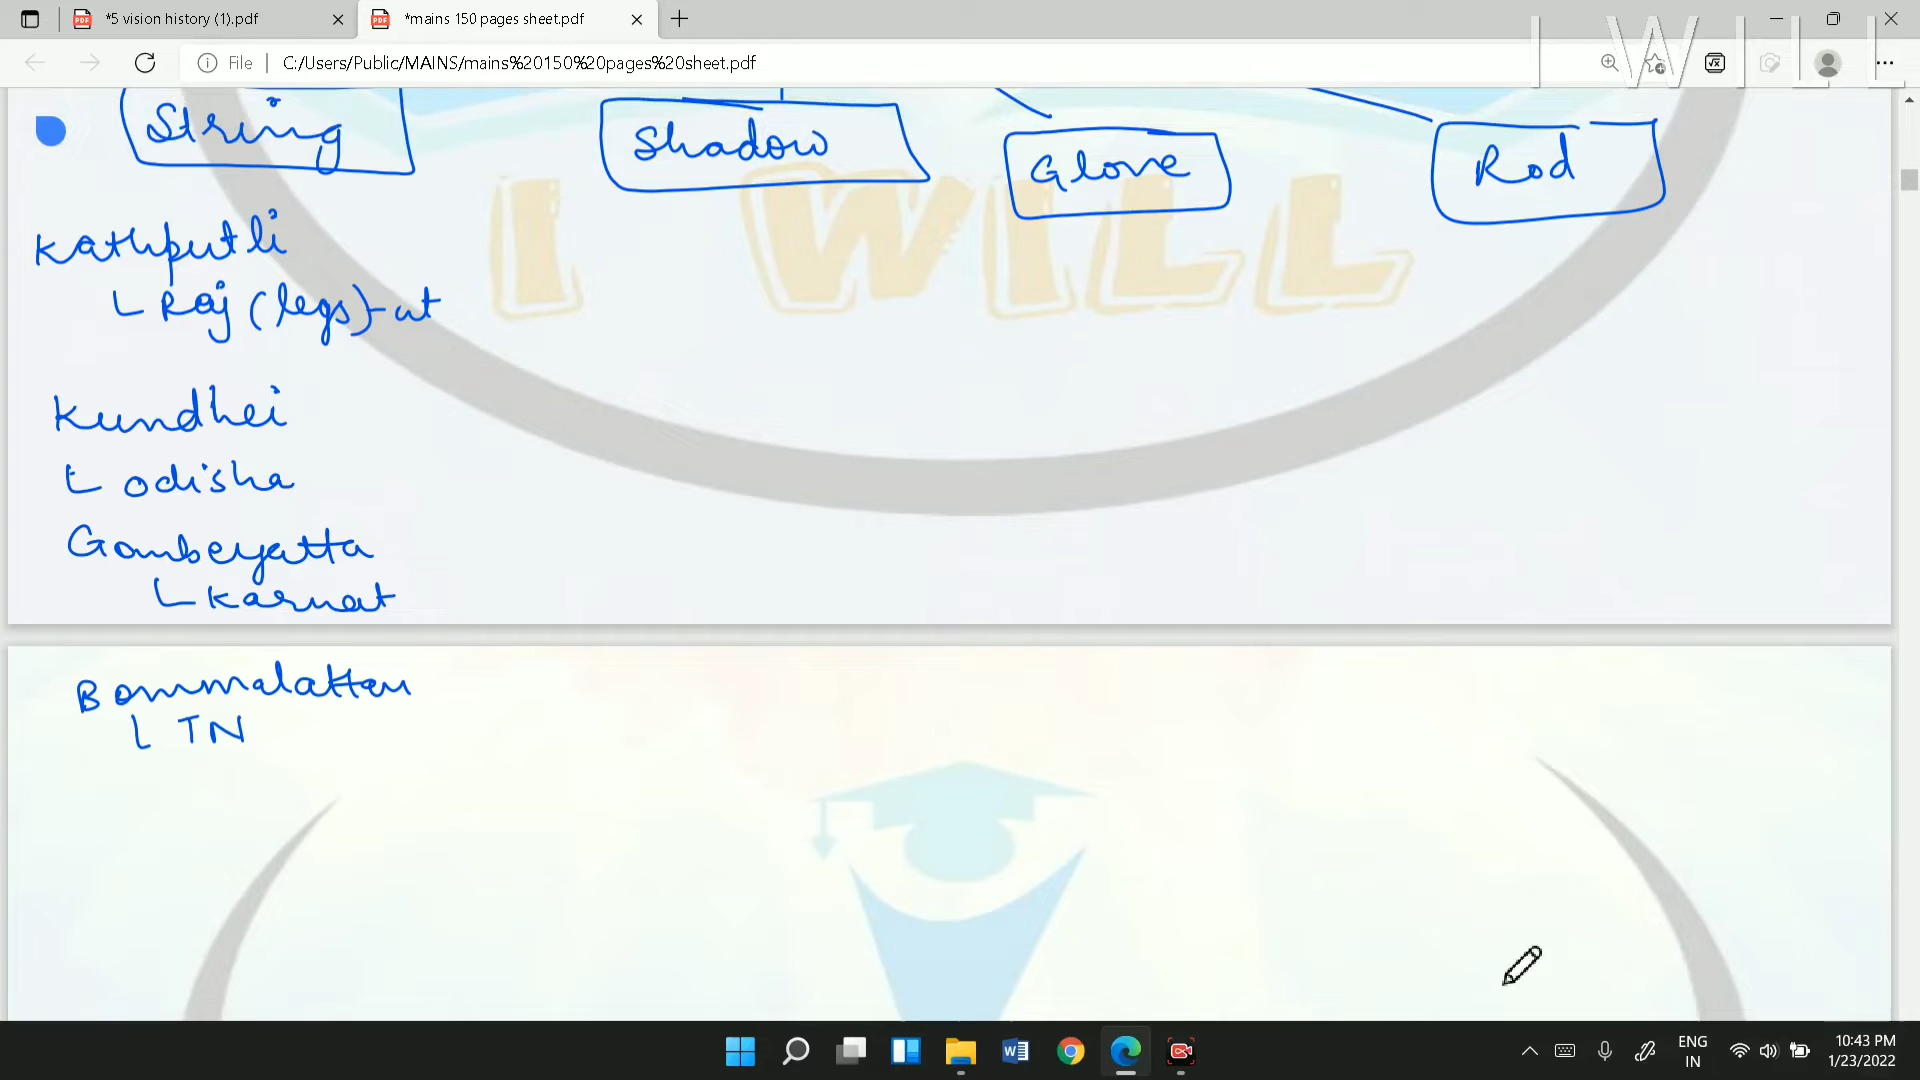 *5 vision history (1).pdf
*mains 150 pages sheet.pdf
File C:/Users/Public/MAINS/mains%20150%20pages%20sheet.pdf
I WILL
String Shadow Glove Rod
I WILL
Kathputli
Raj (legs)-
Kundhei
odisha
Gombeyatta
Karnat
Bommalattam
TN
ENG
IN
10:43 PM
1/23/2022